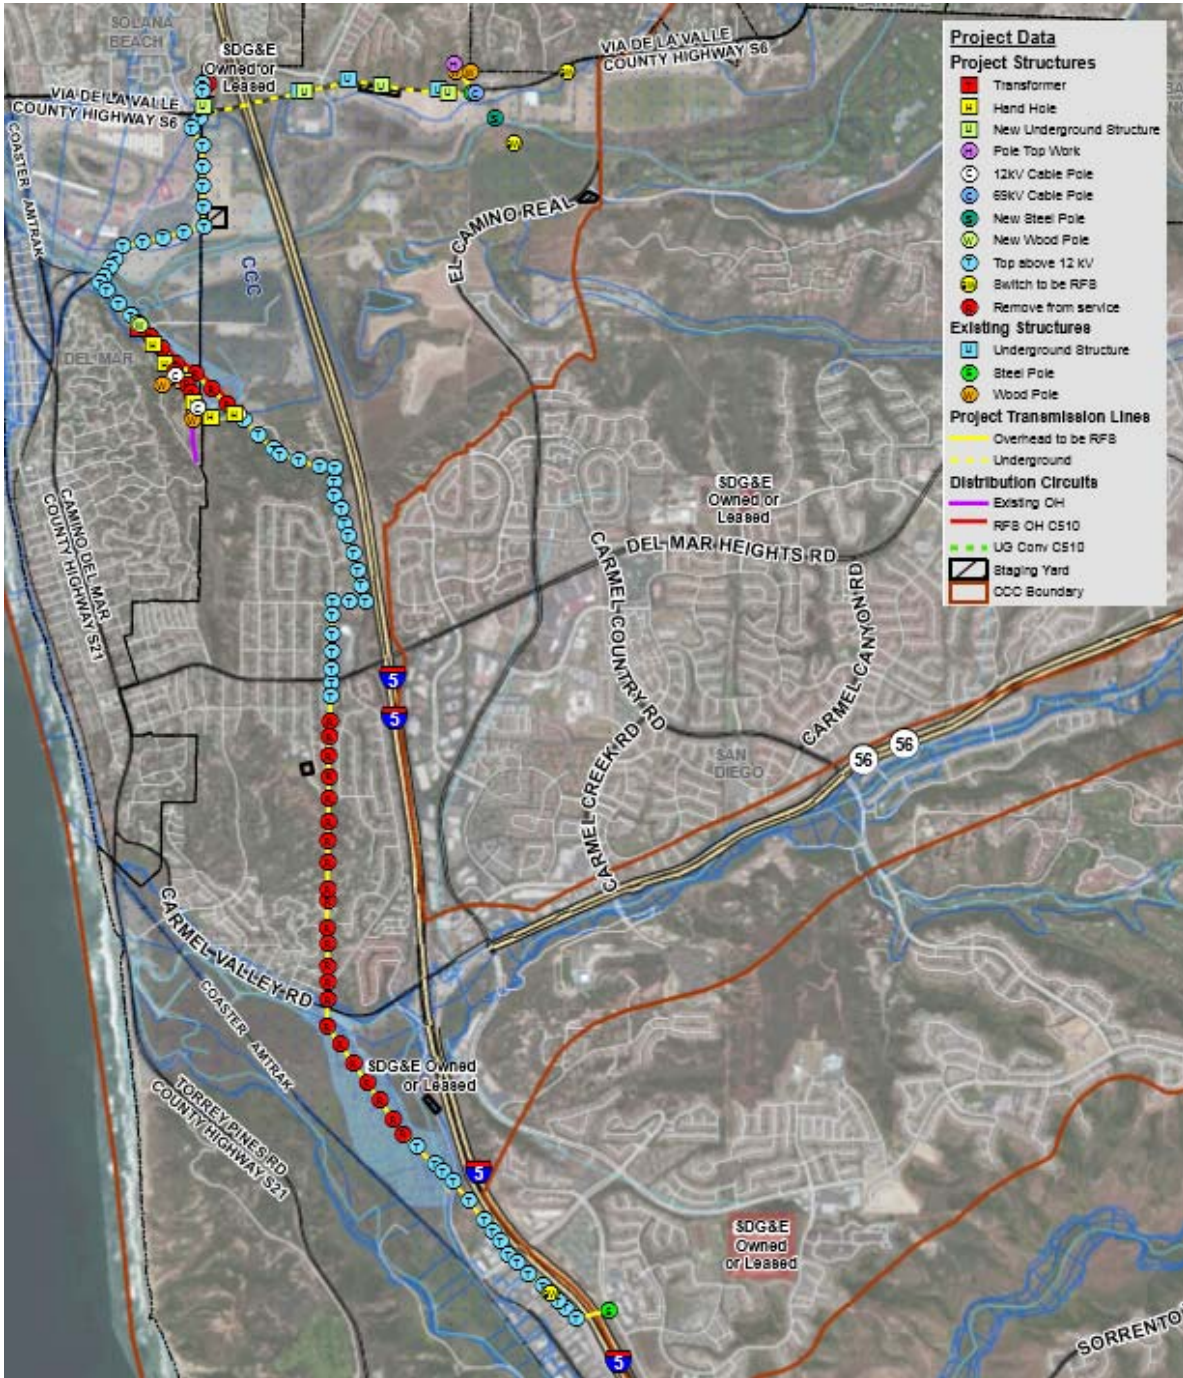 SOLANA
BEACH
SDG&E
Owned or
Leased
VIA DE LA VALLE
COUNTY HIGHWAY S6
VIA DE LA VALLE
COUNTY HIGHWAY S6
COASTER AMTRAK
CCC
EL CAMINO REAL
DEL MAR
CAMINO DEL MAR
COUNTY HIGHWAY S21
SDG&E
Owned or
Leased
DEL MAR HEIGHTS RD
CARMEL COUNTRY RD
CARMEL CANYON RD
5
5
CARMEL CREEK RD
SAN
DIEGO
56
56
CARMEL VALLEY RD
COASTER AMTRAK
SDG&E Owned
or Leased
TORREY PINES RD
COUNTY HIGHWAY S21
5
SDG&E
Owned
or Leased
5
SORRENTO
Project Data
Project Structures
Transformer
H Hand Hole
U New Underground Structure
H Pole Top Work
C 12kV Cable Pole
C 69kV Cable Pole
S New Steel Pole
W New Wood Pole
T Top above 12 kV
SW Switch to be RFS
R Remove from service
Existing Structures
U Underground Structure
S Steel Pole
W Wood Pole
Project Transmission Lines
Overhead to be RFS
Underground
Distribution Circuits
Existing OH
RFS OH C510
UG Conv C510
Staging Yard
CCC Boundary